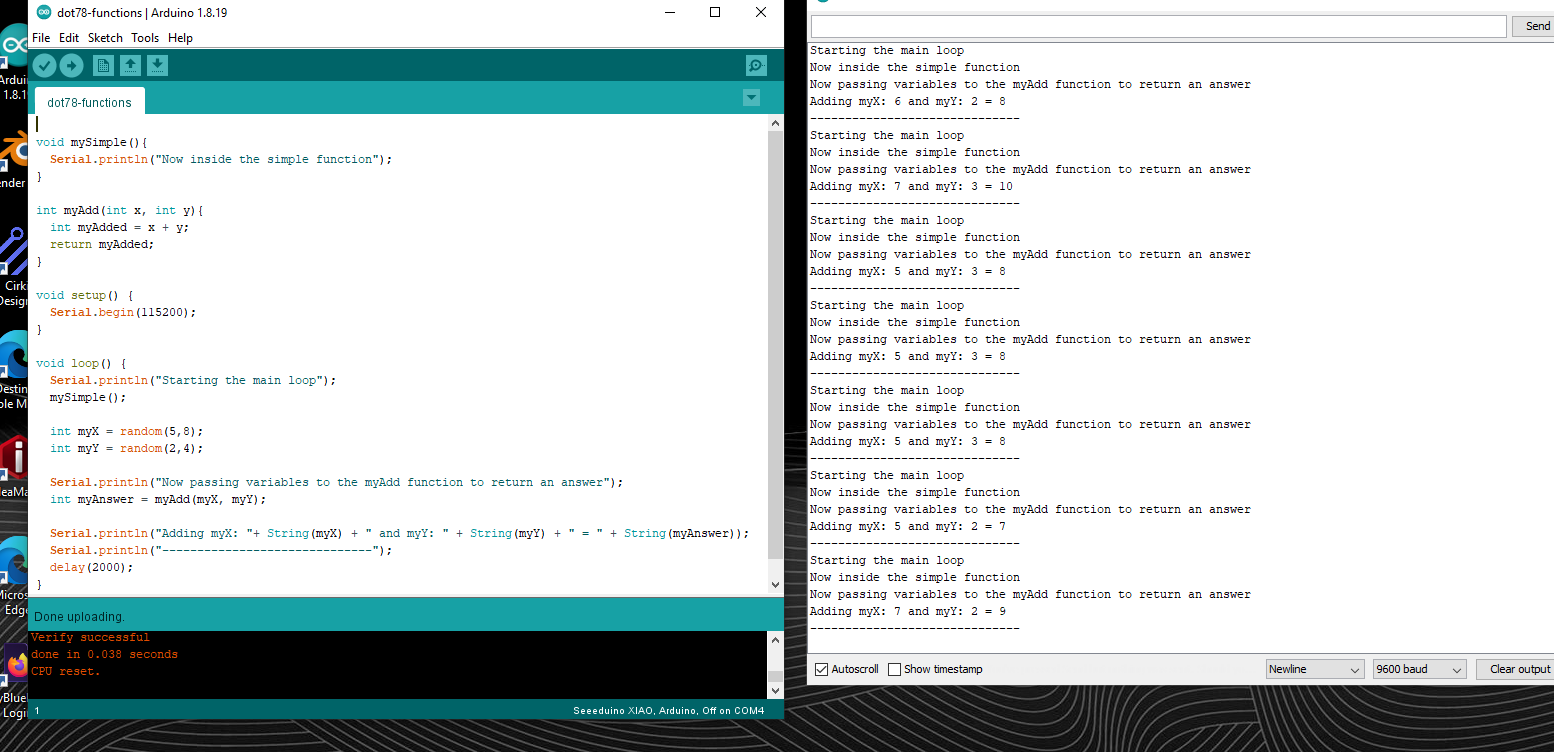 dot78-functions | Arduino 1.8.19
File Edit Sketch Tools Help
dot78-functions
void mySimple(){
  Serial.println("Now inside the simple function");
}
int myAdd(int x, int y){
  int myAdded = x + y;
  return myAdded;
}
void setup() {
  Serial.begin(115200);
}
void loop() {
  Serial.println("Starting the main loop");
  mySimple();
  int myX = random(5,8);
  int myY = random(2,4);
  Serial.println("Now passing variables to the myAdd function to return an answer");
  int myAnswer = myAdd(myX, myY);
  Serial.println("Adding myX: "+ String(myX) + " and myY: " + String(myY) + " = " + String(myAnswer));
  Serial.println("------------------------------");
  delay(2000);
}
Done uploading.
Verify successful
done in 0.038 seconds
CPU reset.
1
Seeeduino XIAO, Arduino, Off on COM4
Send
Starting the main loop
Now inside the simple function
Now passing variables to the myAdd function to return an answer
Adding myX: 6 and myY: 2 = 8
------------------------------
Starting the main loop
Now inside the simple function
Now passing variables to the myAdd function to return an answer
Adding myX: 7 and myY: 3 = 10
------------------------------
Starting the main loop
Now inside the simple function
Now passing variables to the myAdd function to return an answer
Adding myX: 5 and myY: 3 = 8
------------------------------
Starting the main loop
Now inside the simple function
Now passing variables to the myAdd function to return an answer
Adding myX: 5 and myY: 3 = 8
------------------------------
Starting the main loop
Now inside the simple function
Now passing variables to the myAdd function to return an answer
Adding myX: 5 and myY: 3 = 8
------------------------------
Starting the main loop
Now inside the simple function
Now passing variables to the myAdd function to return an answer
Adding myX: 5 and myY: 2 = 7
------------------------------
Starting the main loop
Now inside the simple function
Now passing variables to the myAdd function to return an answer
Adding myX: 7 and myY: 2 = 9
------------------------------
Autoscroll Show timestamp Newline 9600 baud Clear output